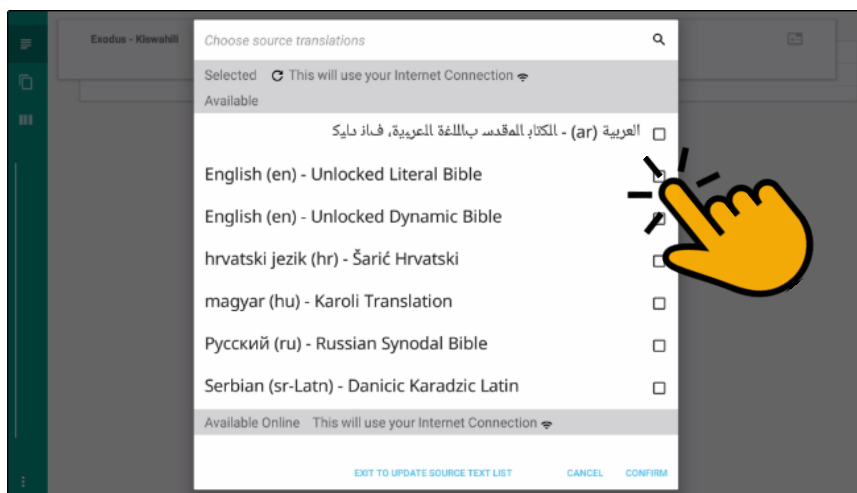 Exodus - Kiswahili
Choose source translations
Selected This will use your Internet Connection
Available
العربية (ar) - الكتاب المقدس باللغة العربية، فان دايك
English (en) - Unlocked Literal Bible
English (en) - Unlocked Dynamic Bible
hrvatski jezik (hr) - Šarić Hrvatski
magyar (hu) - Karoli Translation
Русский (ru) - Russian Synodal Bible
Serbian (sr-Latn) - Danicic Karadzic Latin
Available Online This will use your Internet Connection
EXIT TO UPDATE SOURCE TEXT LIST CANCEL CONFIRM